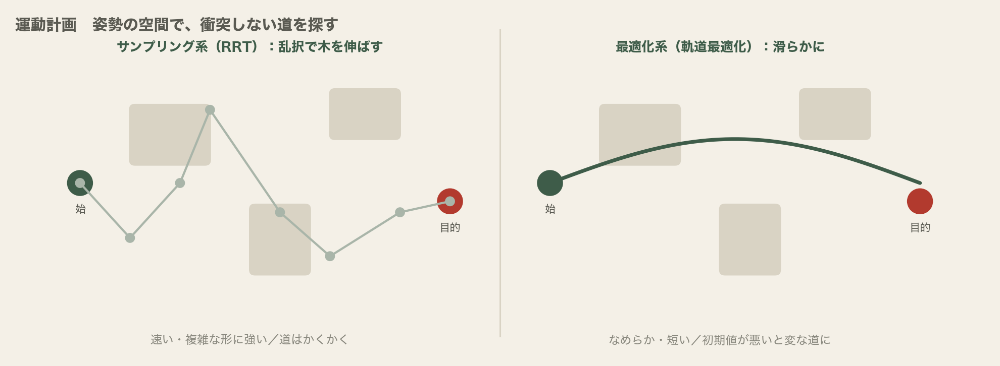 運動計画　姿勢の空間で、衝突しない道を探す
サンプリング系（RRT）：乱択で木を伸ばす
始
目的
速い・複雑な形に強い／道はかくかく
最適化系（軌道最適化）：滑らかに
始
目的
なめらか・短い／初期値が悪いと変な道に